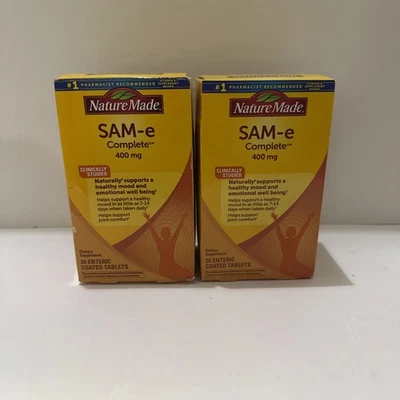 #1 PHARMACIST RECOMMENDED
Nature Made.
SAM-e
Complete
400 mg
CLINICALLY
STUDIED
Naturally† supports a
healthy mood and
emotional well being†
Helps support a healthy
mood in as little as 7-14
days when taken daily†
Helps support
joint comfort†
Dietary
Supplement
36 ENTERIC
COATED TABLETS
#1 PHARMACIST RECOMMENDED
Nature Made.
SAM-e
Complete
400 mg
CLINICALLY
STUDIED
Naturally† supports a
healthy mood and
emotional well being†
Helps support a healthy
mood in as little as 7-14
days when taken daily†
Helps support
joint comfort†
Dietary
Supplement
36 ENTERIC
COATED TABLETS